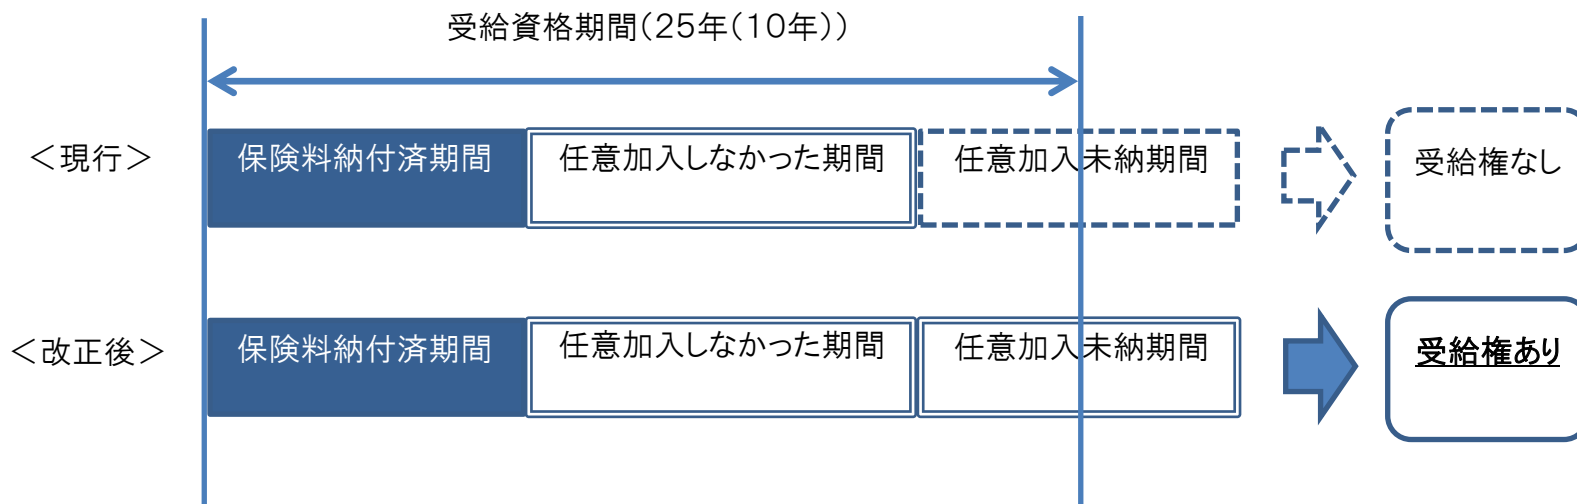 受給資格期間(25年(10年))
＜現行＞
保険料納付済期間
任意加入しなかった期間
任意加入未納期間
受給権なし
＜改正後＞
保険料納付済期間
任意加入しなかった期間
任意加入未納期間
受給権あり